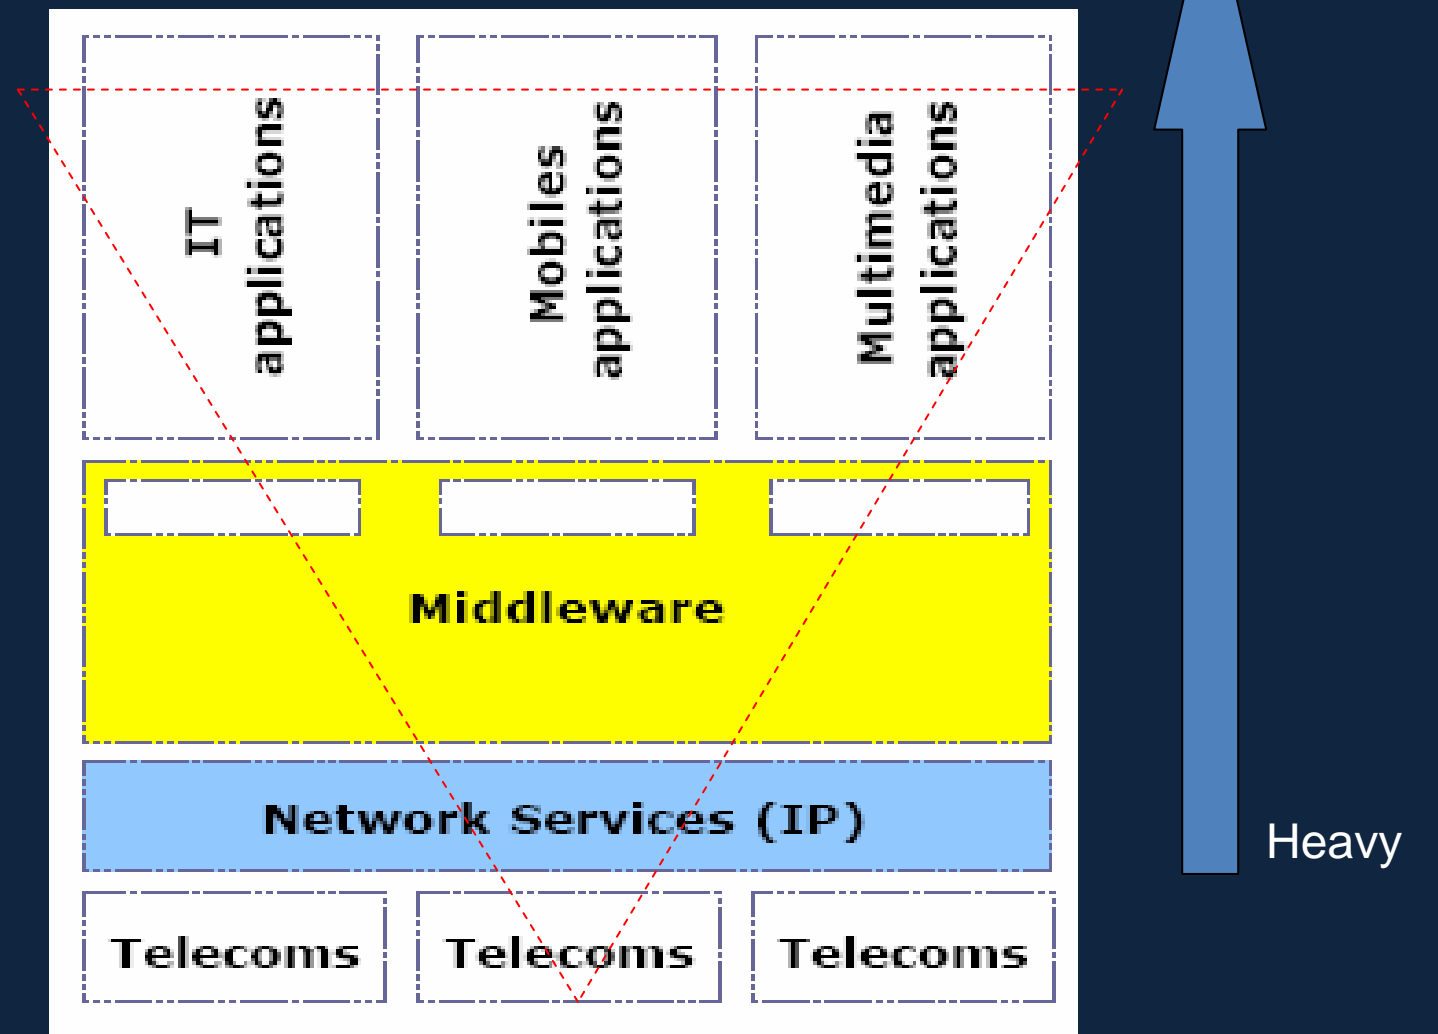 IT
applications
Mobiles
applications
Multimedia
applications
Middleware
Network Services (IP)
Heavy
Telecoms
Telecoms
Telecoms